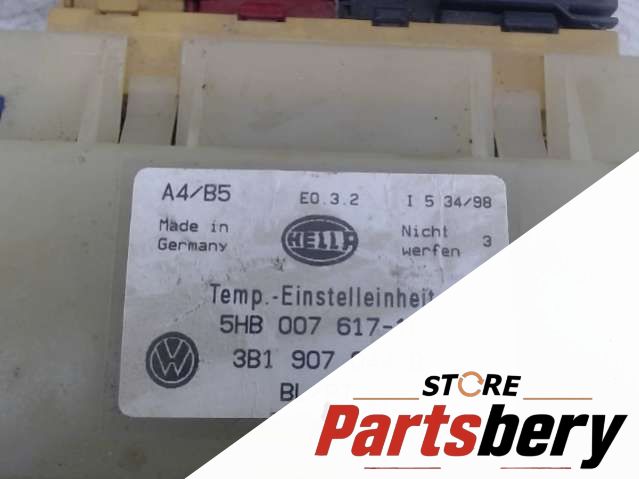 A4/B5 E0.3.2 I 5 34/98
Made in Germany
HELLA
Nicht werfen 3
Temp.-Einstelleinheit
5HB 007 617-
3B1 907
STORE
Partsbery